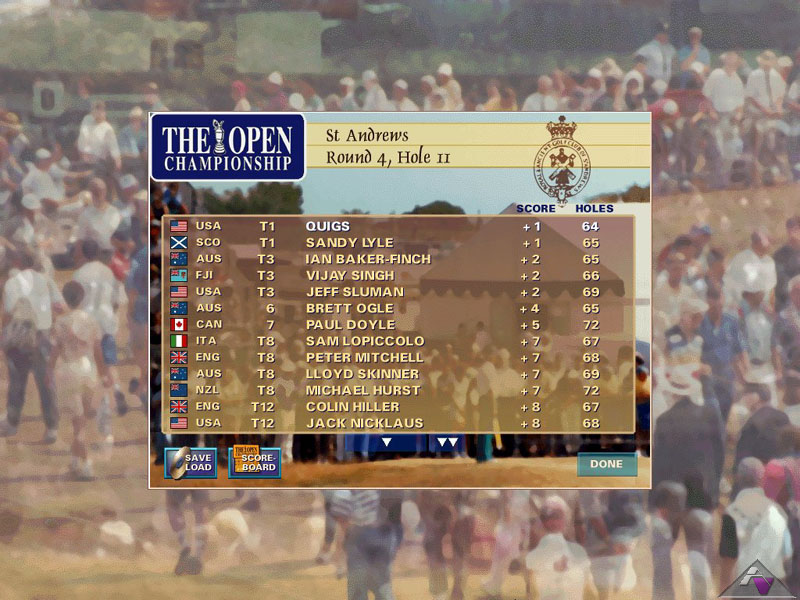 THE OPEN
CHAMPIONSHIP
St Andrews
Round 4, Hole 11
SCORE HOLES
USA T1 QUIGS +1 64
SCO T1 SANDY LYLE +1 65
AUS T3 IAN BAKER-FINCH +2 65
FJI T3 VIJAY SINGH +2 66
USA T3 JEFF SLUMAN +2 69
AUS 6 BRETT OGLE +4 65
CAN 7 PAUL DOYLE +5 72
ITA T8 SAM LOPICCOLO +7 67
ENG T8 PETER MITCHELL +7 68
AUS T8 LLOYD SKINNER +7 69
NZL T8 MICHAEL HURST +7 72
ENG T12 COLIN HILLER +8 67
USA T12 JACK NICKLAUS +8 68
SAVE
LOAD
THE OPEN
SCORE-
BOARD
DONE